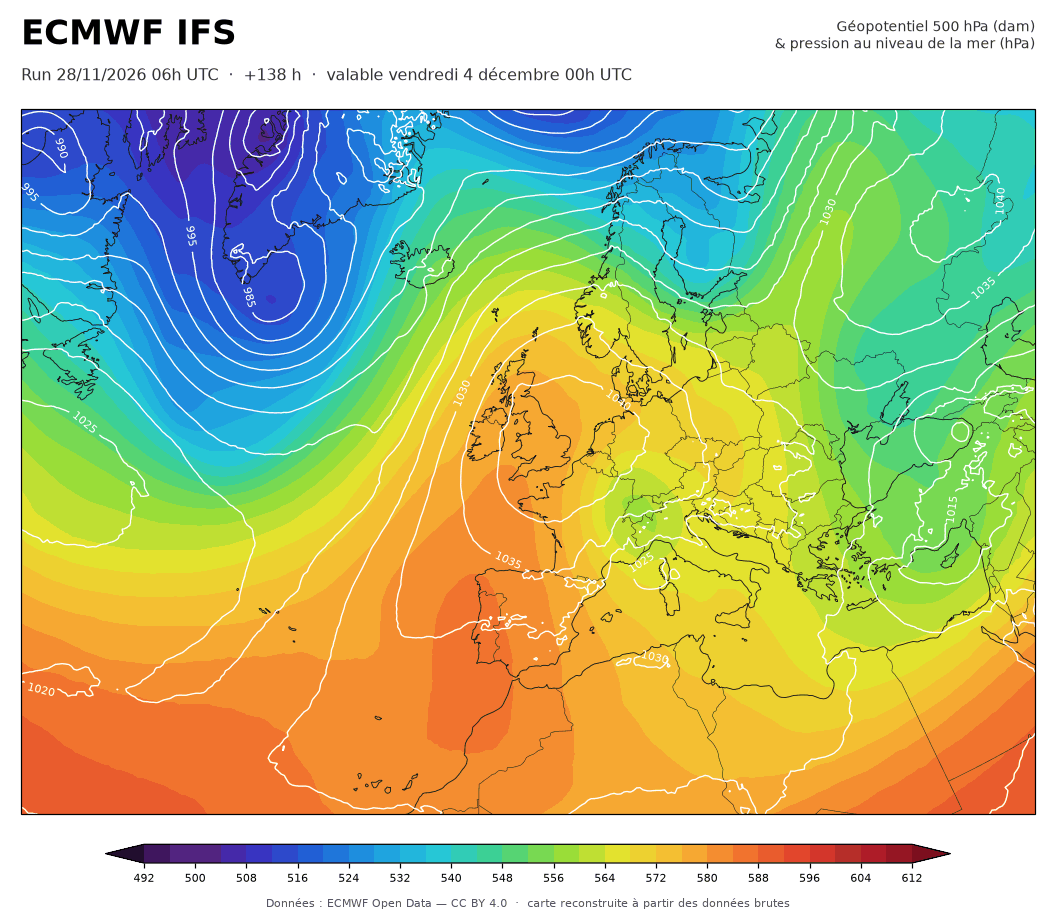 ECMWF IFS
Géopotentiel 500 hPa (dam)
& pression au niveau de la mer (hPa)
Run 28/11/2026 06h UTC · +138 h · valable vendredi 4 décembre 00h UTC
990
995
995
985
1030
1040
1035
1030
1025
1035
1015
1025
1030
1020
492 500 508 516 524 532 540 548 556 564 572 580 588 596 604 612
Données : ECMWF Open Data — CC BY 4.0 · carte reconstruite à partir des données brutes